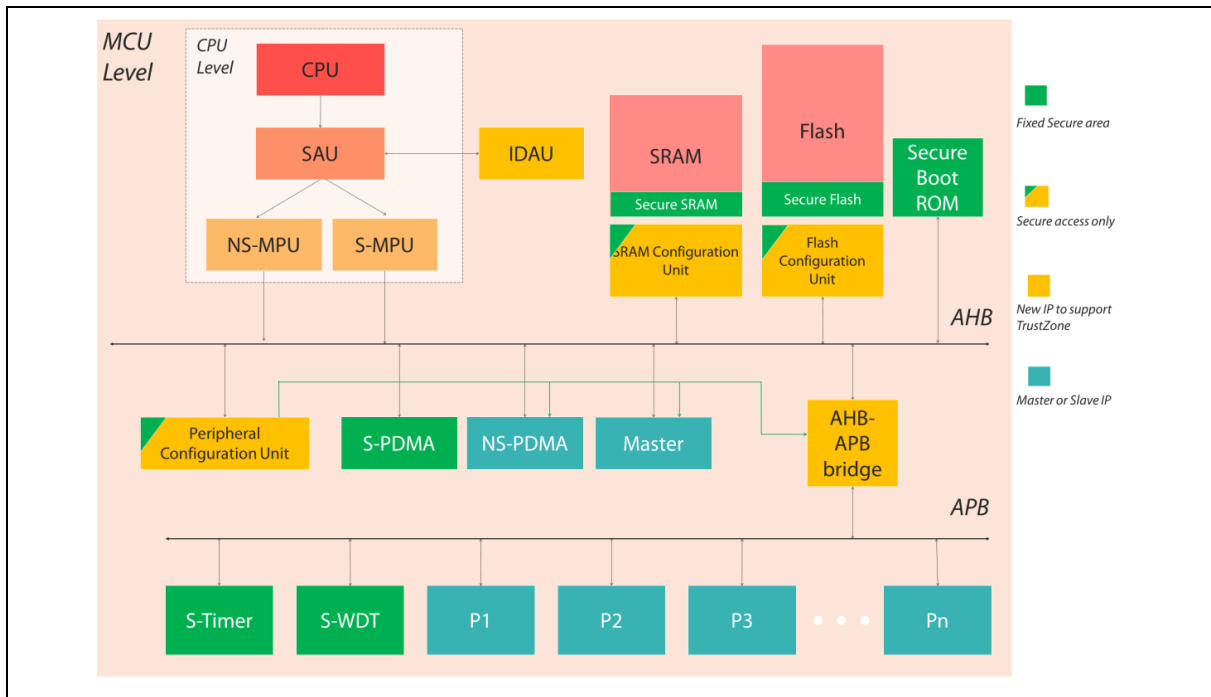 MCU
Level
CPU
Level
CPU
SAU
IDAU
NS-MPU
S-MPU
SRAM
Secure SRAM
SRAM Configuration
Unit
Flash
Secure Flash
Flash
Configuration
Unit
Secure
Boot
ROM
AHB
Peripheral
Configuration Unit
S-PDMA
NS-PDMA
Master
AHB-
APB
bridge
APB
S-Timer
S-WDT
P1
P2
P3
Pn
Fixed Secure area
Secure access only
New IP to support
TrustZone
Master or Slave IP